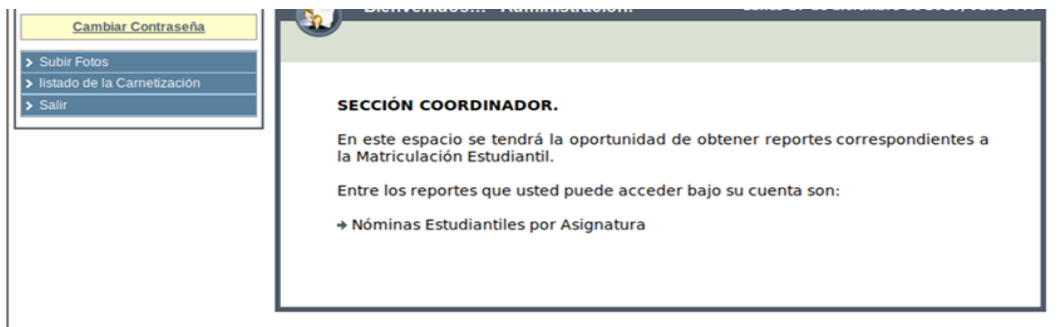 Cambiar Contraseña
Subir Fotos
listado de la Carnetización
Salir
Bienvenidos... Administración.
SECCIÓN COORDINADOR.
En este espacio se tendrá la oportunidad de obtener reportes correspondientes a
la Matriculación Estudiantil.
Entre los reportes que usted puede acceder bajo su cuenta son:
Nóminas Estudiantiles por Asignatura